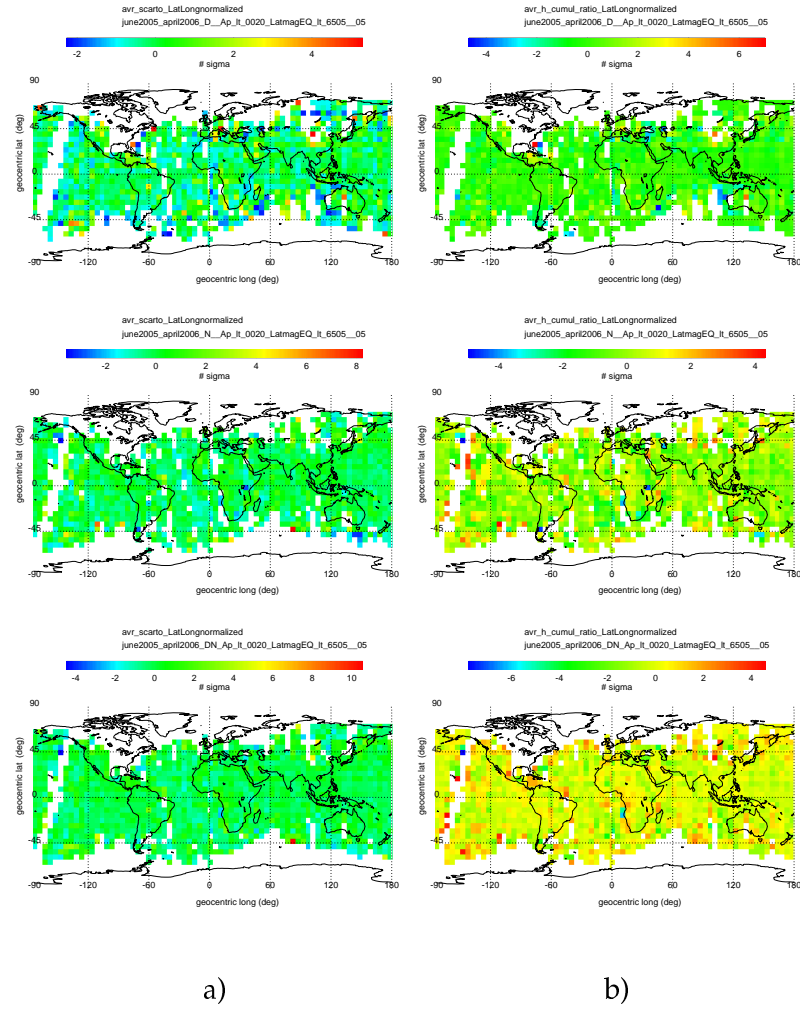 avr_scarto_LatLongnormalized
june2005_april2006_D__Ap_lt_0020_LatmagEQ_lt_6505__05
-2 0 2 4
# sigma
90
45
0
-45
-90
geocentric lat (deg)
-120 -60 0 60 120 180
geocentric long (deg)
avr_h_cumul_ratio_LatLongnormalized
june2005_april2006_D__Ap_lt_0020_LatmagEQ_lt_6505__05
-4 -2 0 2 4 6
# sigma
90
45
0
-45
-90
geocentric lat (deg)
-120 -60 0 60 120 180
geocentric long (deg)
avr_scarto_LatLongnormalized
june2005_april2006_N__Ap_lt_0020_LatmagEQ_lt_6505__05
-2 0 2 4 6 8
# sigma
90
45
0
-45
-90
geocentric lat (deg)
-120 -60 0 60 120 180
geocentric long (deg)
avr_h_cumul_ratio_LatLongnormalized
june2005_april2006_N__Ap_lt_0020_LatmagEQ_lt_6505__05
-4 -2 0 2 4
# sigma
90
45
0
-45
-90
geocentric lat (deg)
-120 -60 0 60 120 180
geocentric long (deg)
avr_scarto_LatLongnormalized
june2005_april2006_DN_Ap_lt_0020_LatmagEQ_lt_6505__05
-4 -2 0 2 4 6 8 10
# sigma
90
45
0
-45
-90
geocentric lat (deg)
-120 -60 0 60 120 180
geocentric long (deg)
avr_h_cumul_ratio_LatLongnormalized
june2005_april2006_DN_Ap_lt_0020_LatmagEQ_lt_6505__05
-6 -4 -2 0 2 4
# sigma
90
45
0
-45
-90
geocentric lat (deg)
-120 -60 0 60 120 180
geocentric long (deg)
a)
b)